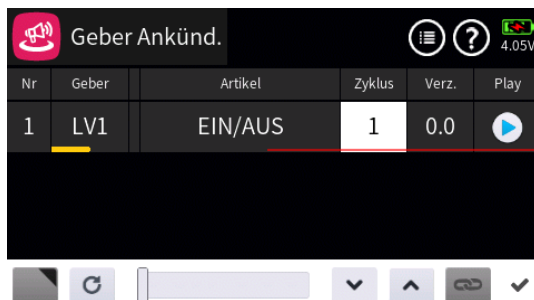 Geber Ankünd.
4.05V
Nr Geber Artikel Zyklus Verz. Play
1 LV1 EIN/AUS 1 0.0